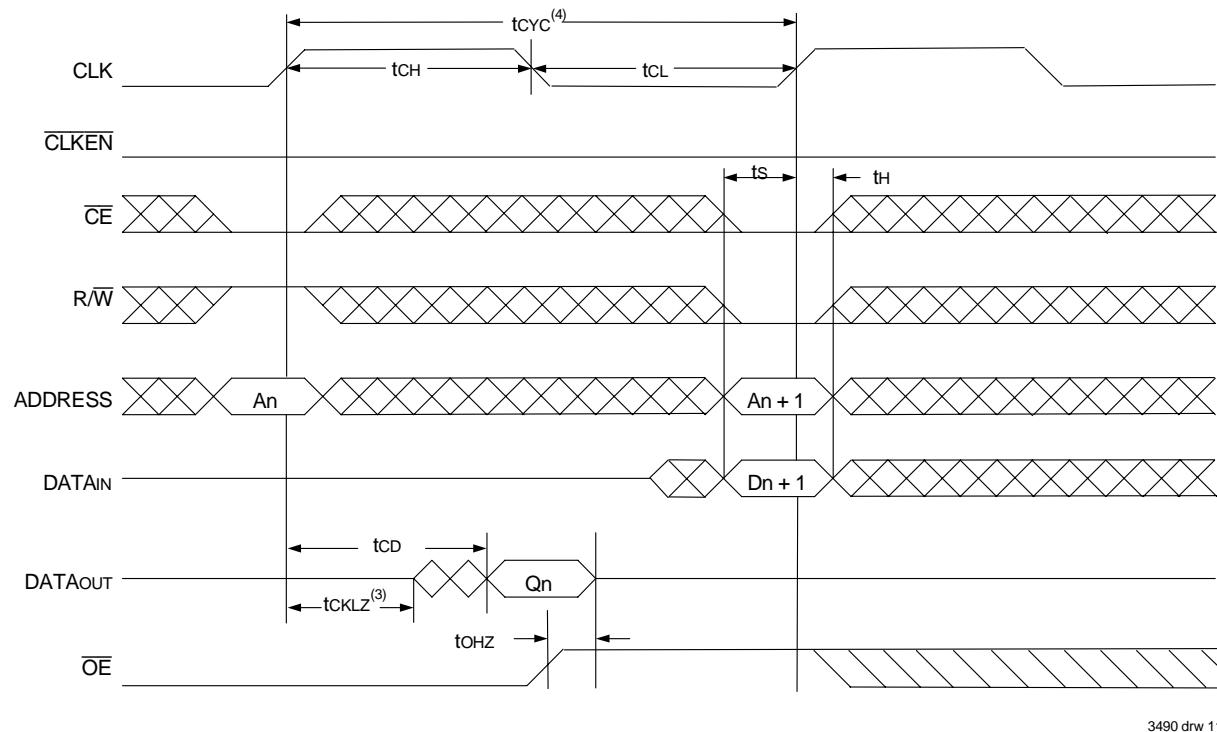 tCYC(4)
CLK
tCH
tCL
CLKEN
tS
tH
CE
R/W
ADDRESS
An
An + 1
DATAIN
Dn + 1
tCD
DATAOUT
Qn
tCKLZ(3)
tOHZ
OE
3490 drw 11